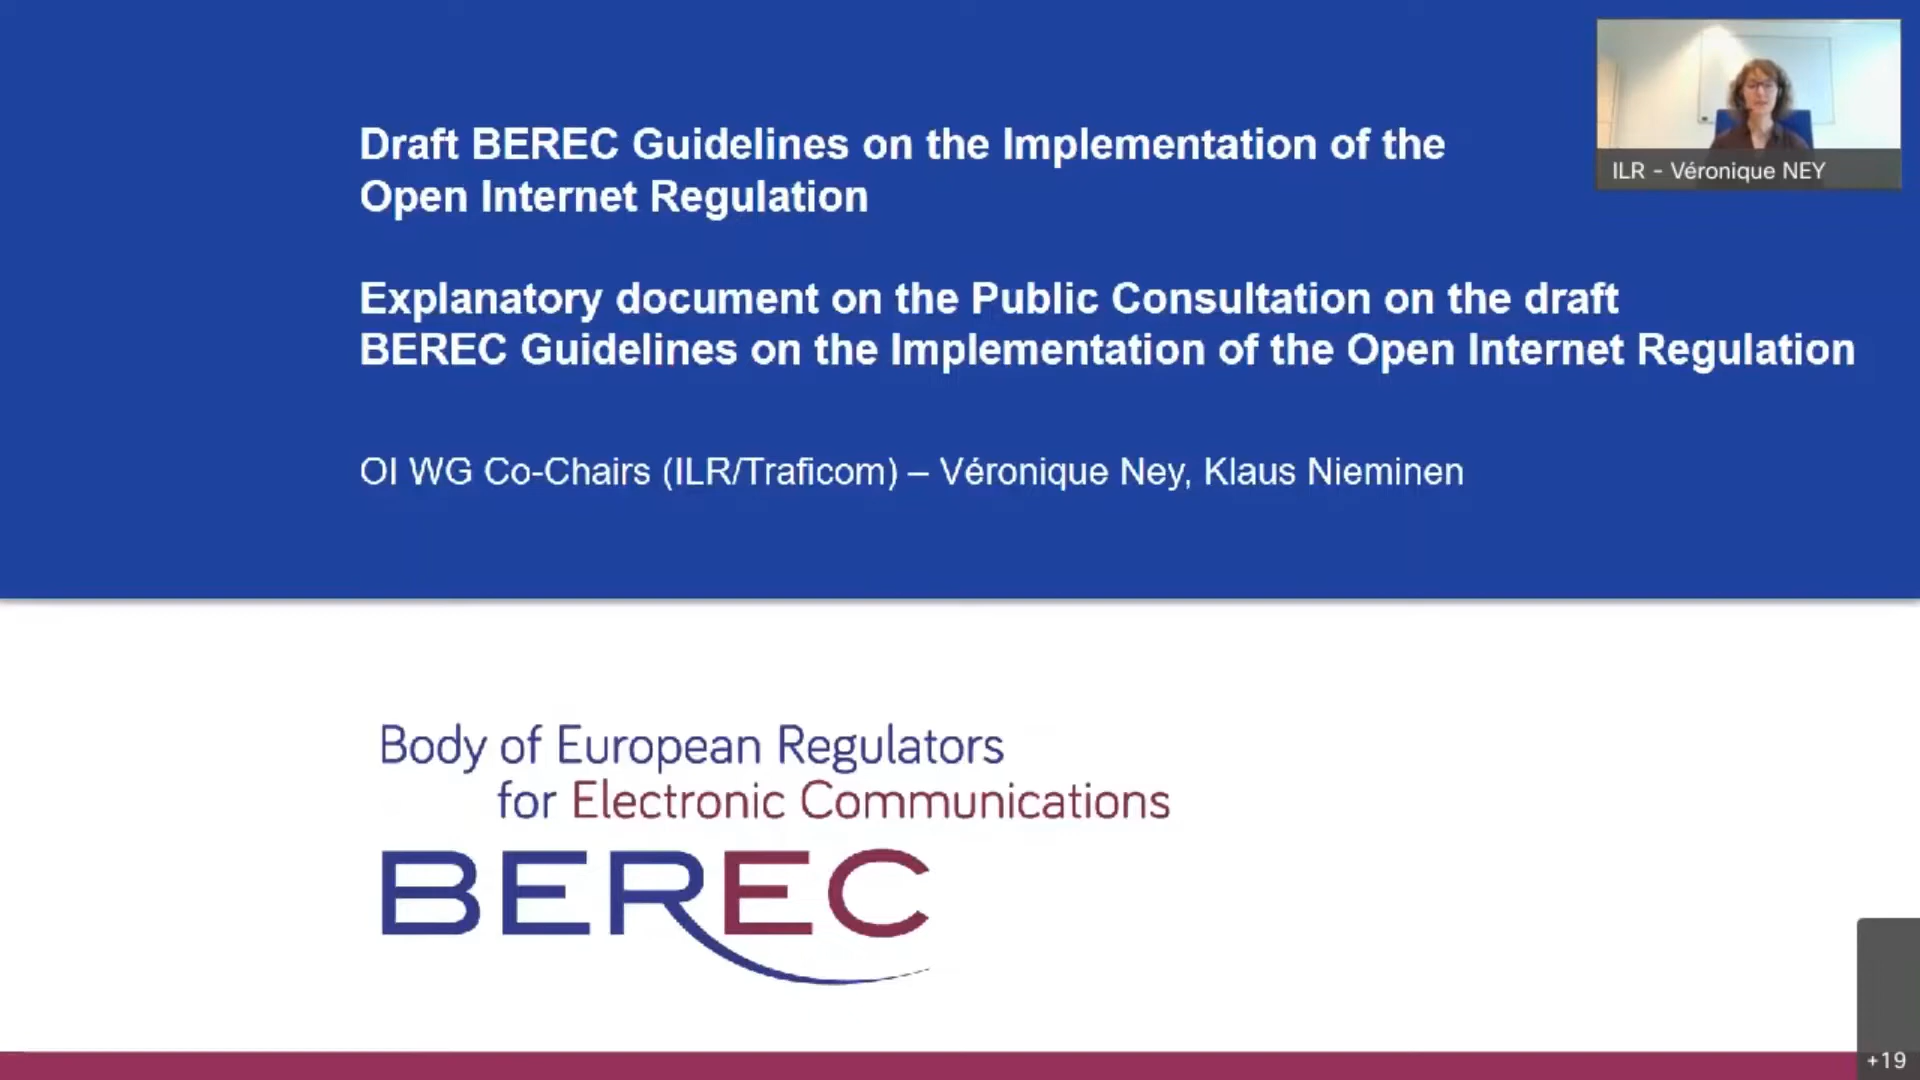 Draft BEREC Guidelines on the Implementation of the
Open Internet Regulation
Explanatory document on the Public Consultation on the draft
BEREC Guidelines on the Implementation of the Open Internet Regulation
OI WG Co-Chairs (ILR/Traficom) – Véronique Ney, Klaus Nieminen
ILR - Véronique NEY
Body of European Regulators
for Electronic Communications
BEREC
+19